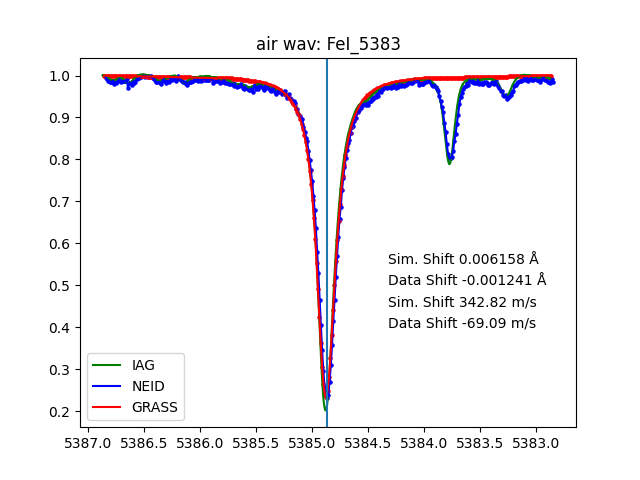 air wav: FeI_5383
1.0
0.9
0.8
0.7
0.6
0.5
0.4
0.3
0.2
Sim. Shift 0.006158 Å
Data Shift -0.001241 Å
Sim. Shift 342.82 m/s
Data Shift -69.09 m/s
IAG
NEID
GRASS
5387.0 5386.5 5386.0 5385.5 5385.0 5384.5 5384.0 5383.5 5383.0